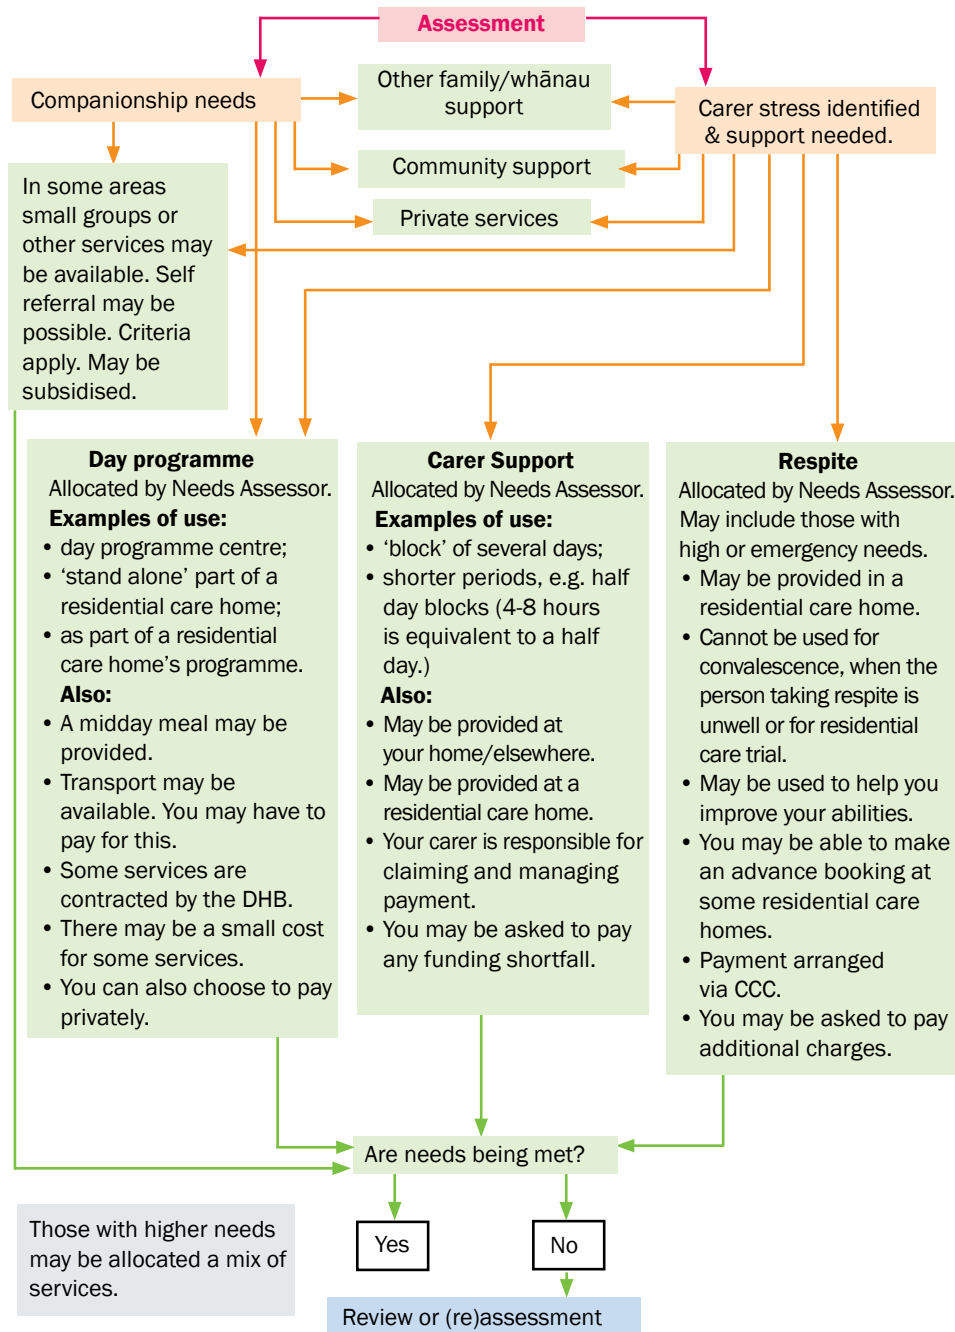 Assessment
Companionship needs
Other family/whānau
support
Carer stress identified
& support needed.
Community support
Private services
In some areas
small groups or
other services may
be available. Self
referral may be
possible. Criteria
apply. May be
subsidised.
Day programme
Allocated by Needs Assessor.
Examples of use:
• day programme centre;
• ‘stand alone’ part of a
residential care home;
• as part of a residential
care home’s programme.
Also:
• A midday meal may be
provided.
• Transport may be
available. You may have to
pay for this.
• Some services are
contracted by the DHB.
• There may be a small cost
for some services.
• You can also choose to pay
privately.
Carer Support
Allocated by Needs Assessor.
Examples of use:
• ‘block’ of several days;
• shorter periods, e.g. half
day blocks (4-8 hours
is equivalent to a half
day.)
Also:
• May be provided at
your home/elsewhere.
• May be provided at a
residential care home.
• Your carer is responsible for
claiming and managing
payment.
• You may be asked to pay
any funding shortfall.
Respite
Allocated by Needs Assessor.
May include those with
high or emergency needs.
• May be provided in a
residential care home.
• Cannot be used for
convalescence, when the
person taking respite is
unwell or for residential
care trial.
• May be used to help you
improve your abilities.
• You may be able to make
an advance booking at
some residential care
homes.
• Payment arranged
via CCC.
• You may be asked to pay
additional charges.
Are needs being met?
Yes
No
Those with higher needs
may be allocated a mix of
services.
Review or (re)assessment